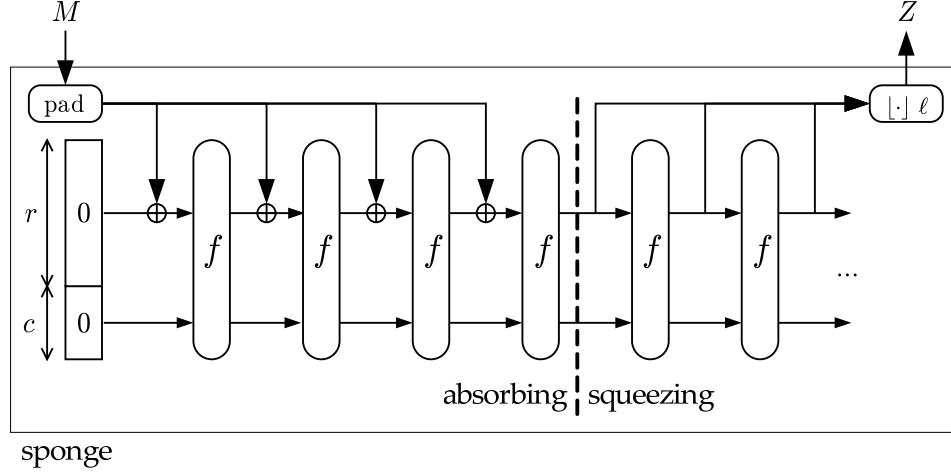 M Z
pad ⌊·⌋ ℓ
r 0
f f f f f f
...
c 0
absorbing squeezing
sponge